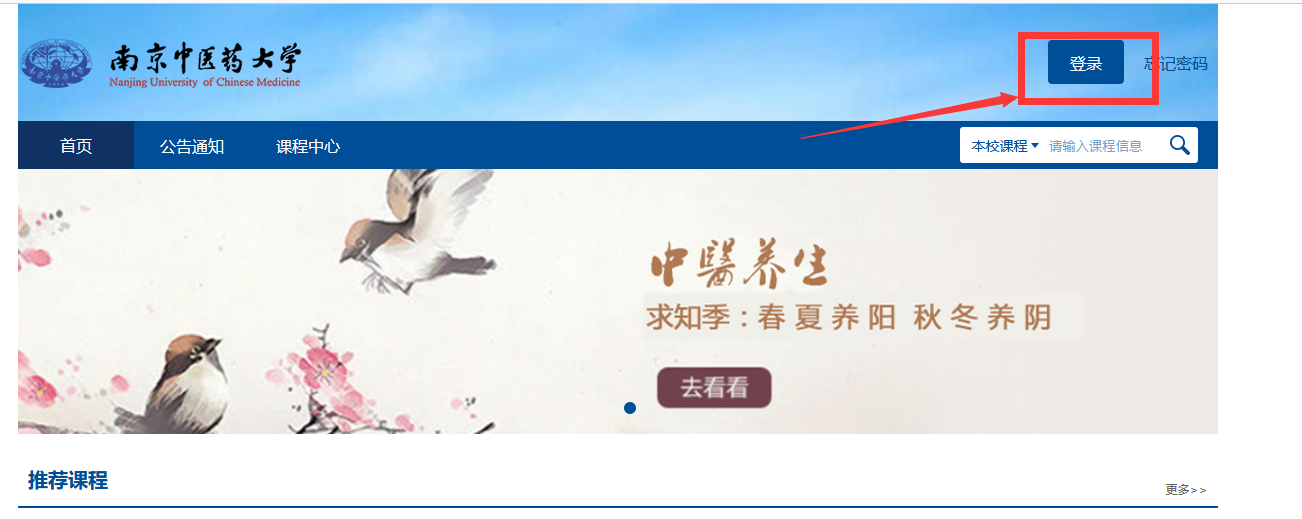 南京中医药大学
Nanjing University of Chinese Medicine
登录 忘记密码
首页 公告通知 课程中心 本校课程 请输入课程信息
中醫养生
求知季：春夏养阳 秋冬养阴
去看看
推荐课程
更多>>